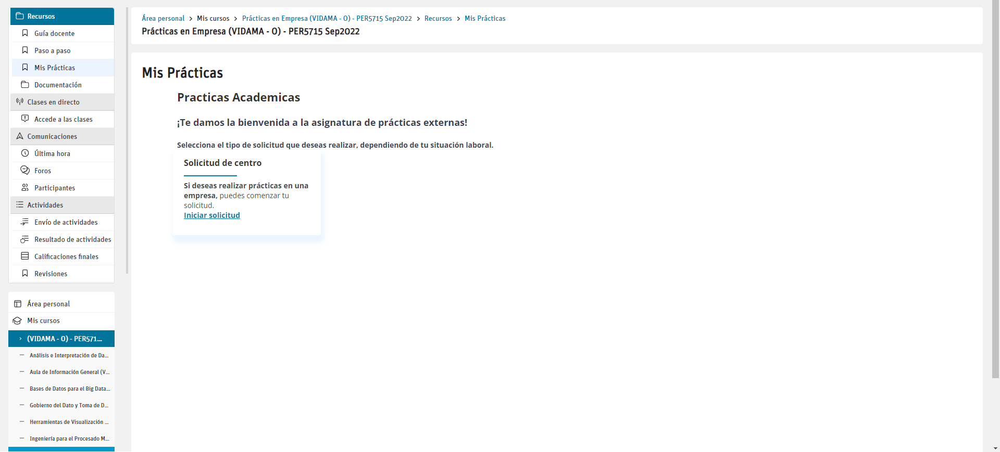 Recursos
Guía docente
Paso a paso
Mis Prácticas
Documentación
Clases en directo
Accede a las clases
Comunicaciones
Última hora
Foros
Participantes
Actividades
Envío de actividades
Resultado de actividades
Calificaciones finales
Revisiones
Área personal
Mis cursos
(VIDAMA - O) - PER571...
Análisis e Interpretación de Da...
Aula de Información General (V...
Bases de Datos para el Big Data...
Gobierno del Dato y Toma de D...
Herramientas de Visualización ...
Ingeniería para el Procesado M...
Área personal > Mis cursos > Prácticas en Empresa (VIDAMA - O) - PER5715 Sep2022 > Recursos > Mis Prácticas
Prácticas en Empresa (VIDAMA - O) - PER5715 Sep2022
Mis Prácticas
Practicas Academicas
¡Te damos la bienvenida a la asignatura de prácticas externas!
Selecciona el tipo de solicitud que deseas realizar, dependiendo de tu situación laboral.
Solicitud de centro
Si deseas realizar prácticas en una
empresa, puedes comenzar tu
solicitud.
Iniciar solicitud